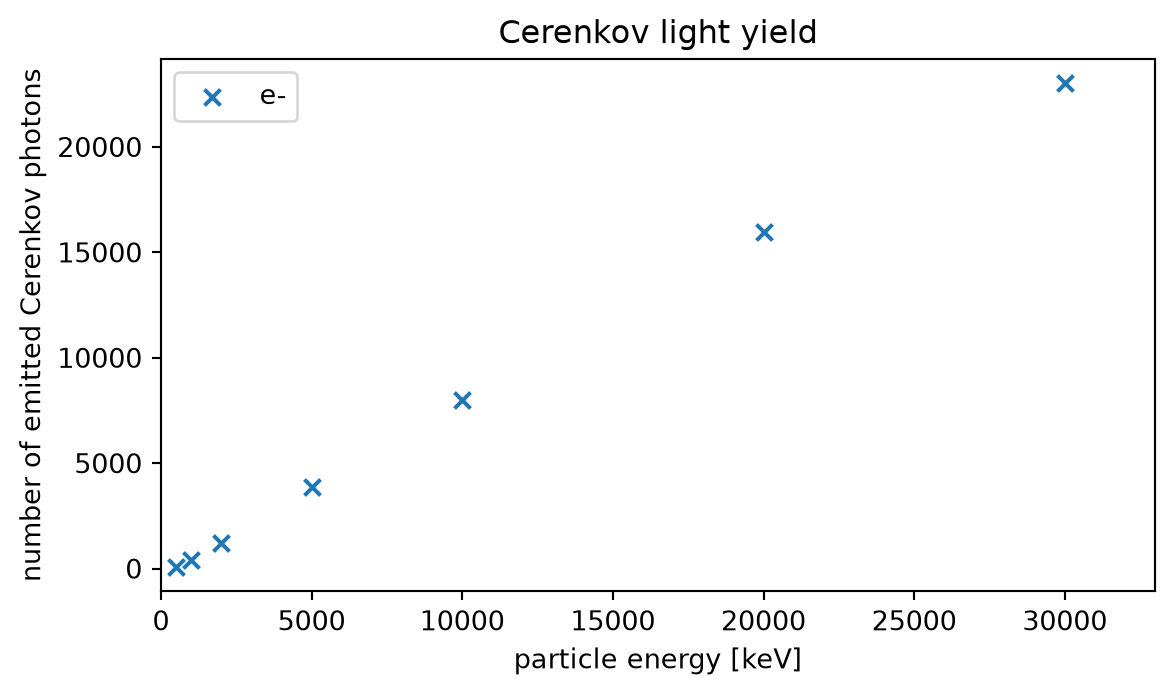 Cerenkov light yield
e-
number of emitted Cerenkov photons
20000
15000
10000
5000
0
0 5000 10000 15000 20000 25000 30000
particle energy [keV]